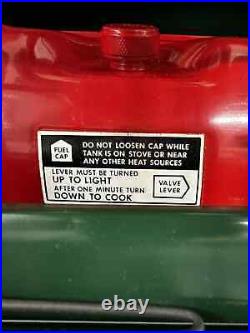 FUEL
CAP
DO NOT LOOSEN CAP WHILE
TANK IS ON STOVE OR NEAR
ANY OTHER HEAT SOURCES
LEVER MUST BE TURNED
UP TO LIGHT
AFTER ONE MINUTE TURN
DOWN TO COOK
VALVE
LEVER